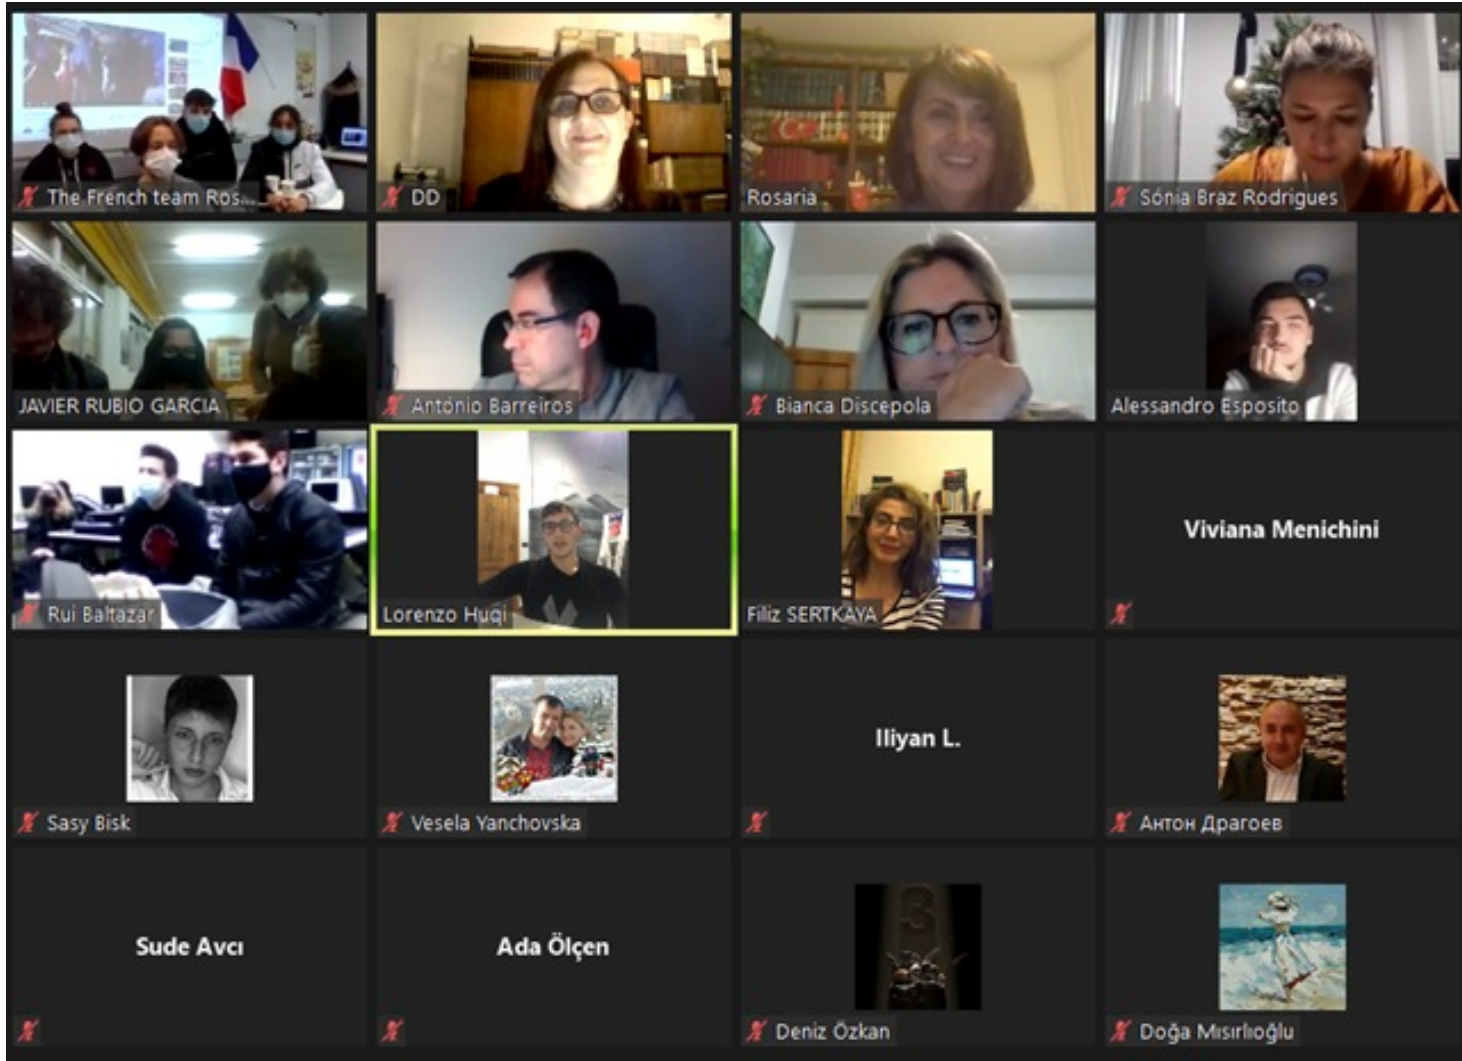 The French team Ros...
DD
Rosaria
Sónia Braz Rodrigues
JAVIER RUBIO GARCIA
António Barreiros
Bianca Discepola
Alessandro Esposito
Rui Baltazar
Lorenzo Huqi
Filiz SERTKAYA
Viviana Menichini
Sasy Bisk
Vesela Yanchovska
Iliyan L.
Антон Драгоев
Sude Avcı
Ada Ölçen
3
Deniz Özkan
Doğa Mısırlıoğlu